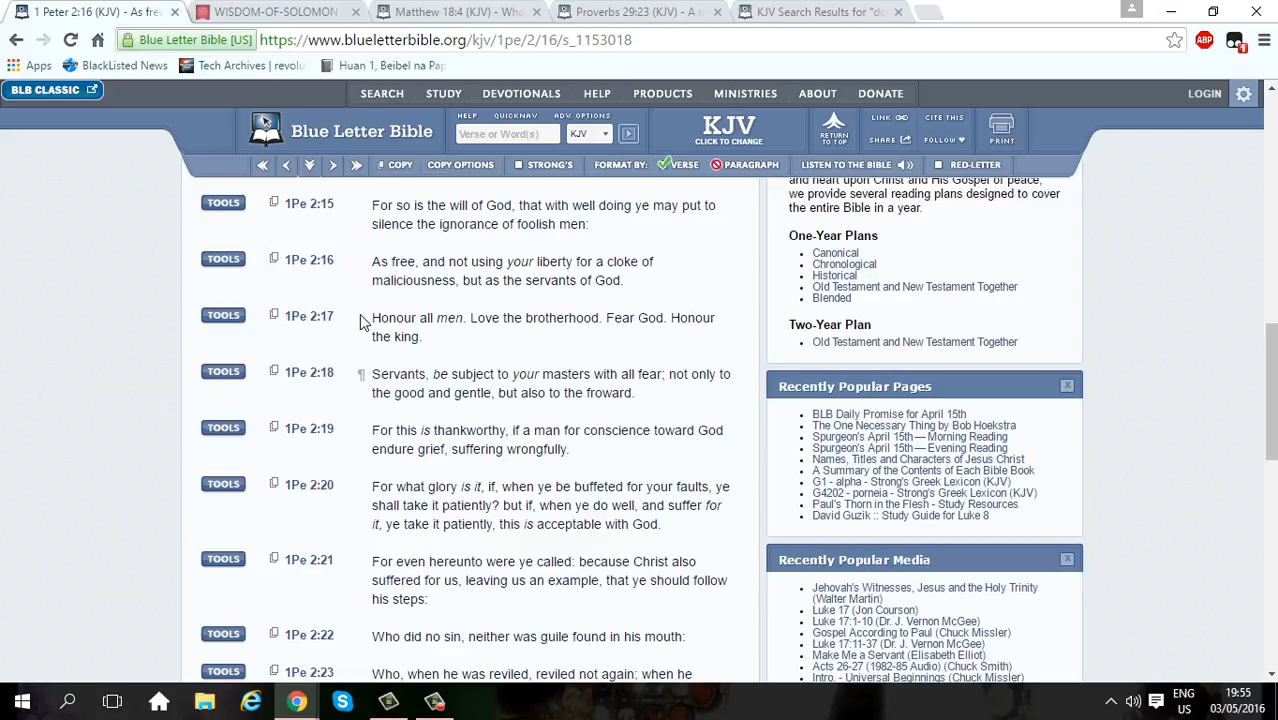 1 Peter 2:16 (KJV) - As free
WISDOM-OF-SOLOMON
Matthew 18:4 (KJV) - Who
Proverbs 29:23 (KJV) - A m
KJV Search Results for "do
Blue Letter Bible [US]
https://www.blueletterbible.org/kjv/1pe/2/16/s_1153018
ABP
Apps
BlackListed News
Tech Archives | revolu
Huan 1, Beibel na Pap
BLB CLASSIC
SEARCH STUDY DEVOTIONALS HELP PRODUCTS MINISTRIES ABOUT DONATE
LOGIN
Blue Letter Bible
HELP QUICKNAV ADV. OPTIONS
Verse or Word(s)
KJV
KJV
CLICK TO CHANGE
RETURN
TO TOP
LINK
CITE THIS
SHARE
FOLLOW
PRINT
COPY COPY OPTIONS STRONG'S FORMAT BY: VERSE PARAGRAPH LISTEN TO THE BIBLE RED-LETTER
TOOLS 1Pe 2:15 For so is the will of God, that with well doing ye may put to
silence the ignorance of foolish men:
TOOLS 1Pe 2:16 As free, and not using your liberty for a cloke of
maliciousness, but as the servants of God.
TOOLS 1Pe 2:17 Honour all men. Love the brotherhood. Fear God. Honour
the king.
TOOLS 1Pe 2:18 ¶ Servants, be subject to your masters with all fear; not only to
the good and gentle, but also to the froward.
TOOLS 1Pe 2:19 For this is thankworthy, if a man for conscience toward God
endure grief, suffering wrongfully.
TOOLS 1Pe 2:20 For what glory is it, if, when ye be buffeted for your faults, ye
shall take it patiently? but if, when ye do well, and suffer for
it, ye take it patiently, this is acceptable with God.
TOOLS 1Pe 2:21 For even hereunto were ye called: because Christ also
suffered for us, leaving us an example, that ye should follow
his steps:
TOOLS 1Pe 2:22 Who did no sin, neither was guile found in his mouth:
TOOLS 1Pe 2:23 Who, when he was reviled, reviled not again; when he
and heart upon Christ and His Gospel of peace,
we provide several reading plans designed to cover
the entire Bible in a year.
One-Year Plans
Canonical
Chronological
Historical
Old Testament and New Testament Together
Blended
Two-Year Plan
Old Testament and New Testament Together
Recently Popular Pages
BLB Daily Promise for April 15th
The One Necessary Thing by Bob Hoekstra
Spurgeon's April 15th — Morning Reading
Spurgeon's April 15th — Evening Reading
Names, Titles and Characters of Jesus Christ
A Summary of the Contents of Each Bible Book
G1 - alpha - Strong's Greek Lexicon (KJV)
G4202 - porneia - Strong's Greek Lexicon (KJV)
Paul's Thorn in the Flesh - Study Resources
David Guzik :: Study Guide for Luke 8
Recently Popular Media
Jehovah's Witnesses, Jesus and the Holy Trinity
(Walter Martin)
Luke 17 (Jon Courson)
Luke 17:1-10 (Dr. J. Vernon McGee)
Gospel According to Paul (Chuck Missler)
Luke 17:11-37 (Dr. J. Vernon McGee)
Make Me a Servant (Elisabeth Elliot)
Acts 26-27 (1982-85 Audio) (Chuck Smith)
Intro. - Universal Beginnings (Chuck Missler)
ENG
US
19:55
03/05/2016